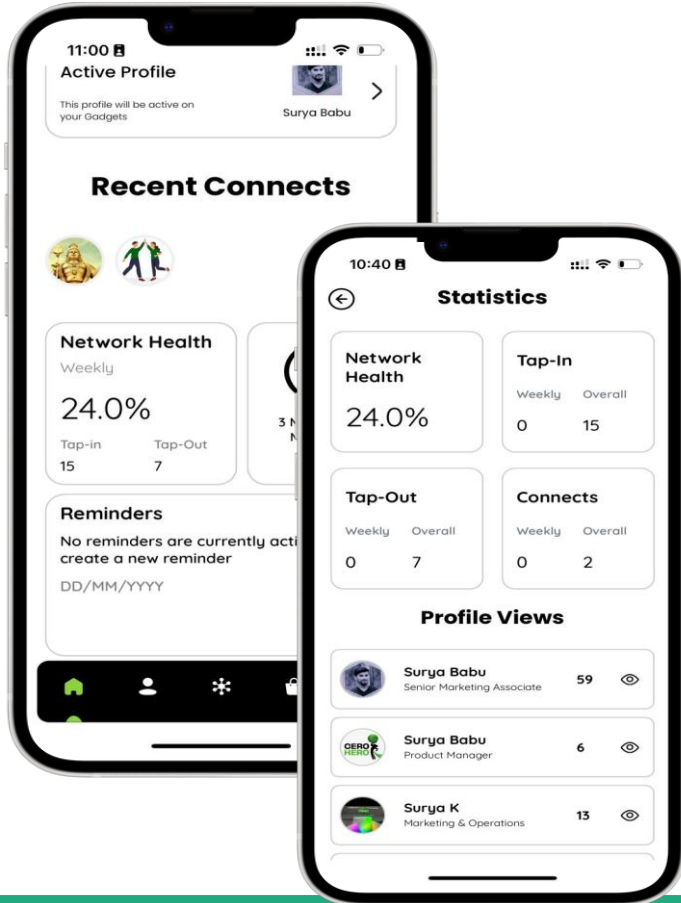 11:00
Active Profile
This profile will be active on
your Gadgets
Surya Babu
Recent Connects
Network Health
Weekly
24.0%
Tap-in Tap-Out
15 7
3
Reminders
No reminders are currently
create a new reminder
DD/MM/YYYY
10:40
Statistics
Network
Health
24.0%
Tap-In
Weekly Overall
0 15
Tap-Out
Weekly Overall
0 7
Connects
Weekly Overall
0 2
Profile Views
Surya Babu
Senior Marketing Associate
59
CERO
HERO
Surya Babu
Product Manager
6
Surya K
Marketing & Operations
13